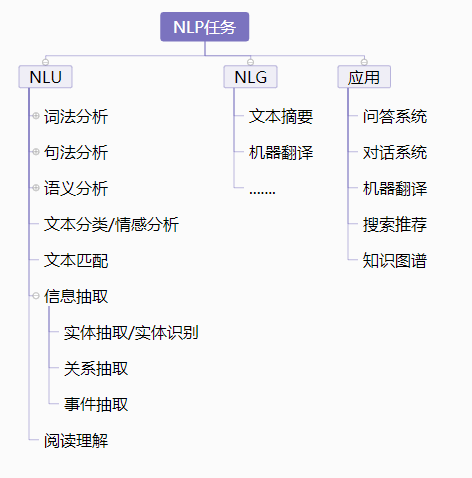 NLP任务
NLU
词法分析
句法分析
语义分析
文本分类/情感分析
文本匹配
信息抽取
实体抽取/实体识别
关系抽取
事件抽取
阅读理解
NLG
文本摘要
机器翻译
.......
应用
问答系统
对话系统
机器翻译
搜索推荐
知识图谱